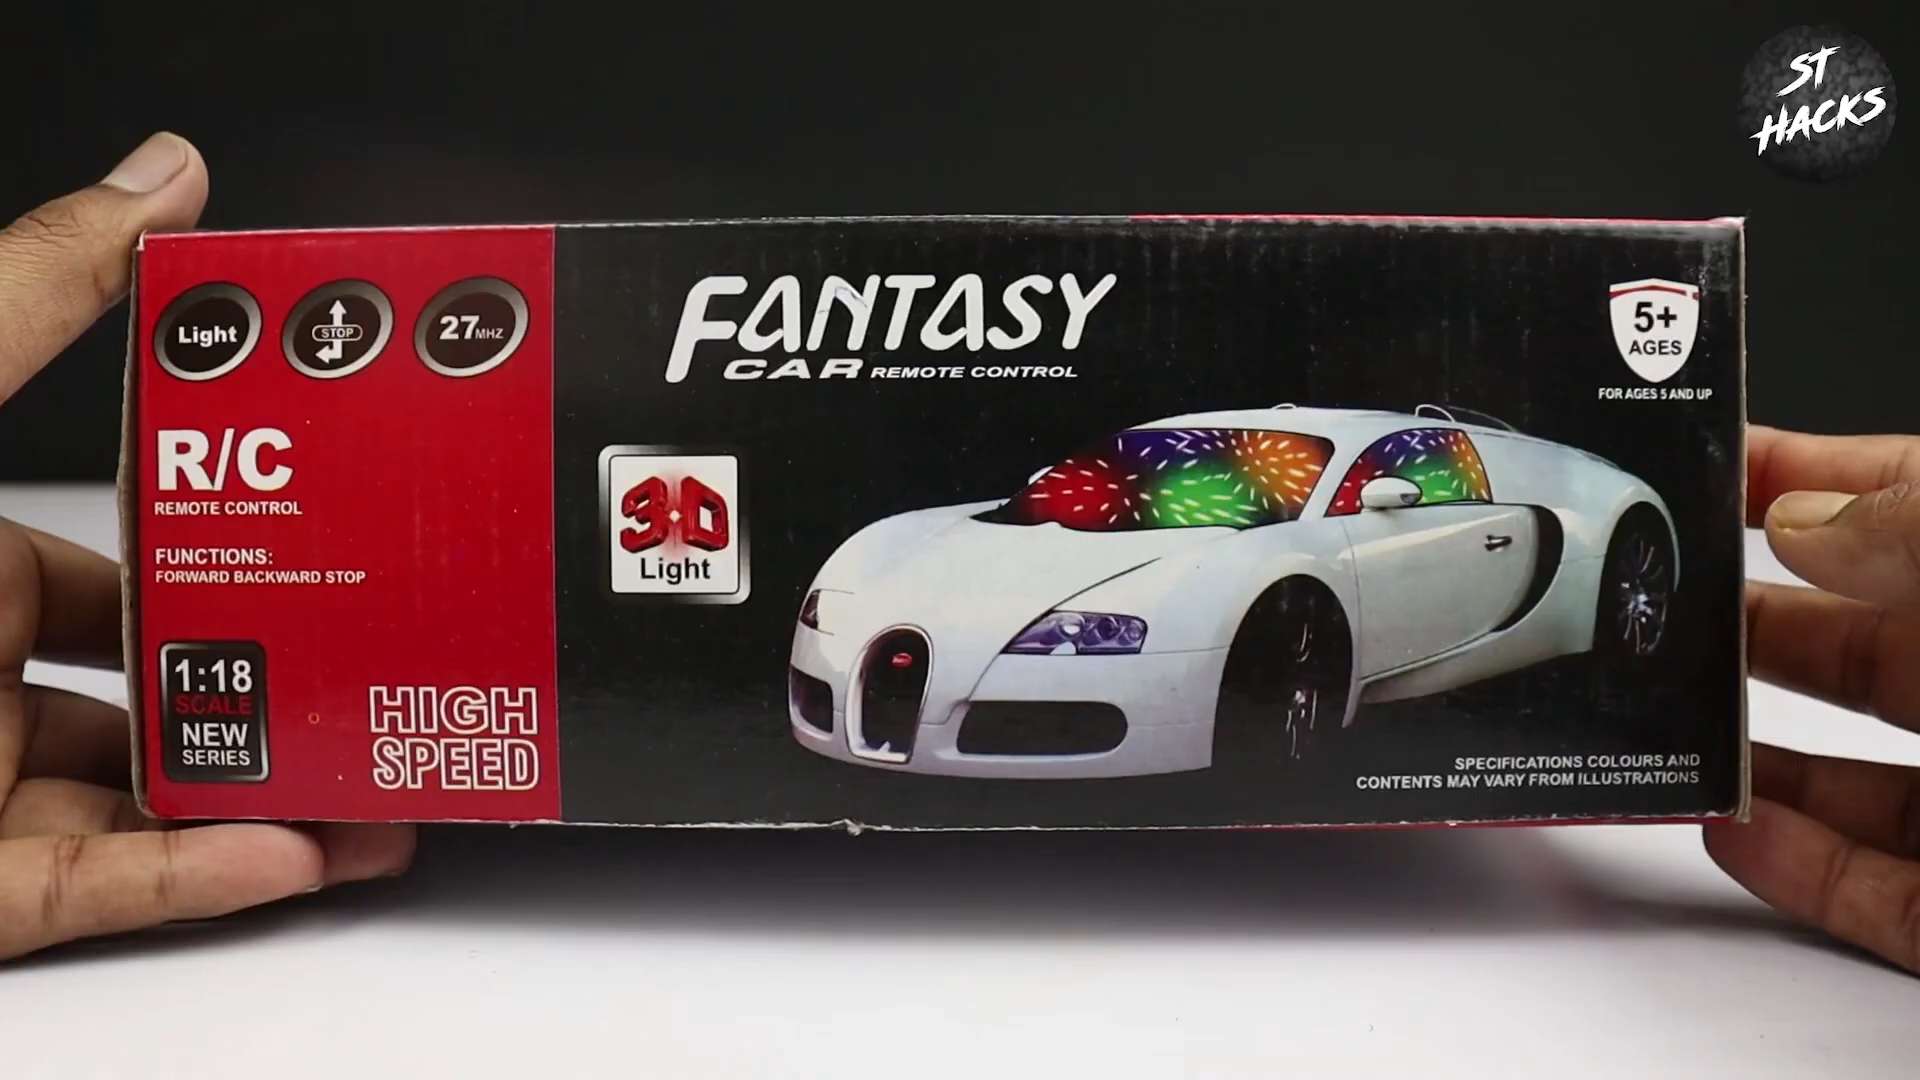 ST
HACKS
Light
STOP
27MHZ
R/C
REMOTE CONTROL
FUNCTIONS:
FORWARD BACKWARD STOP
1:18
SCALE
NEW
SERIES
HIGH
SPEED
FANTASY
CAR REMOTE CONTROL
3-D
Light
5+
AGES
FOR AGES 5 AND UP
SPECIFICATIONS COLOURS AND
CONTENTS MAY VARY FROM ILLUSTRATIONS